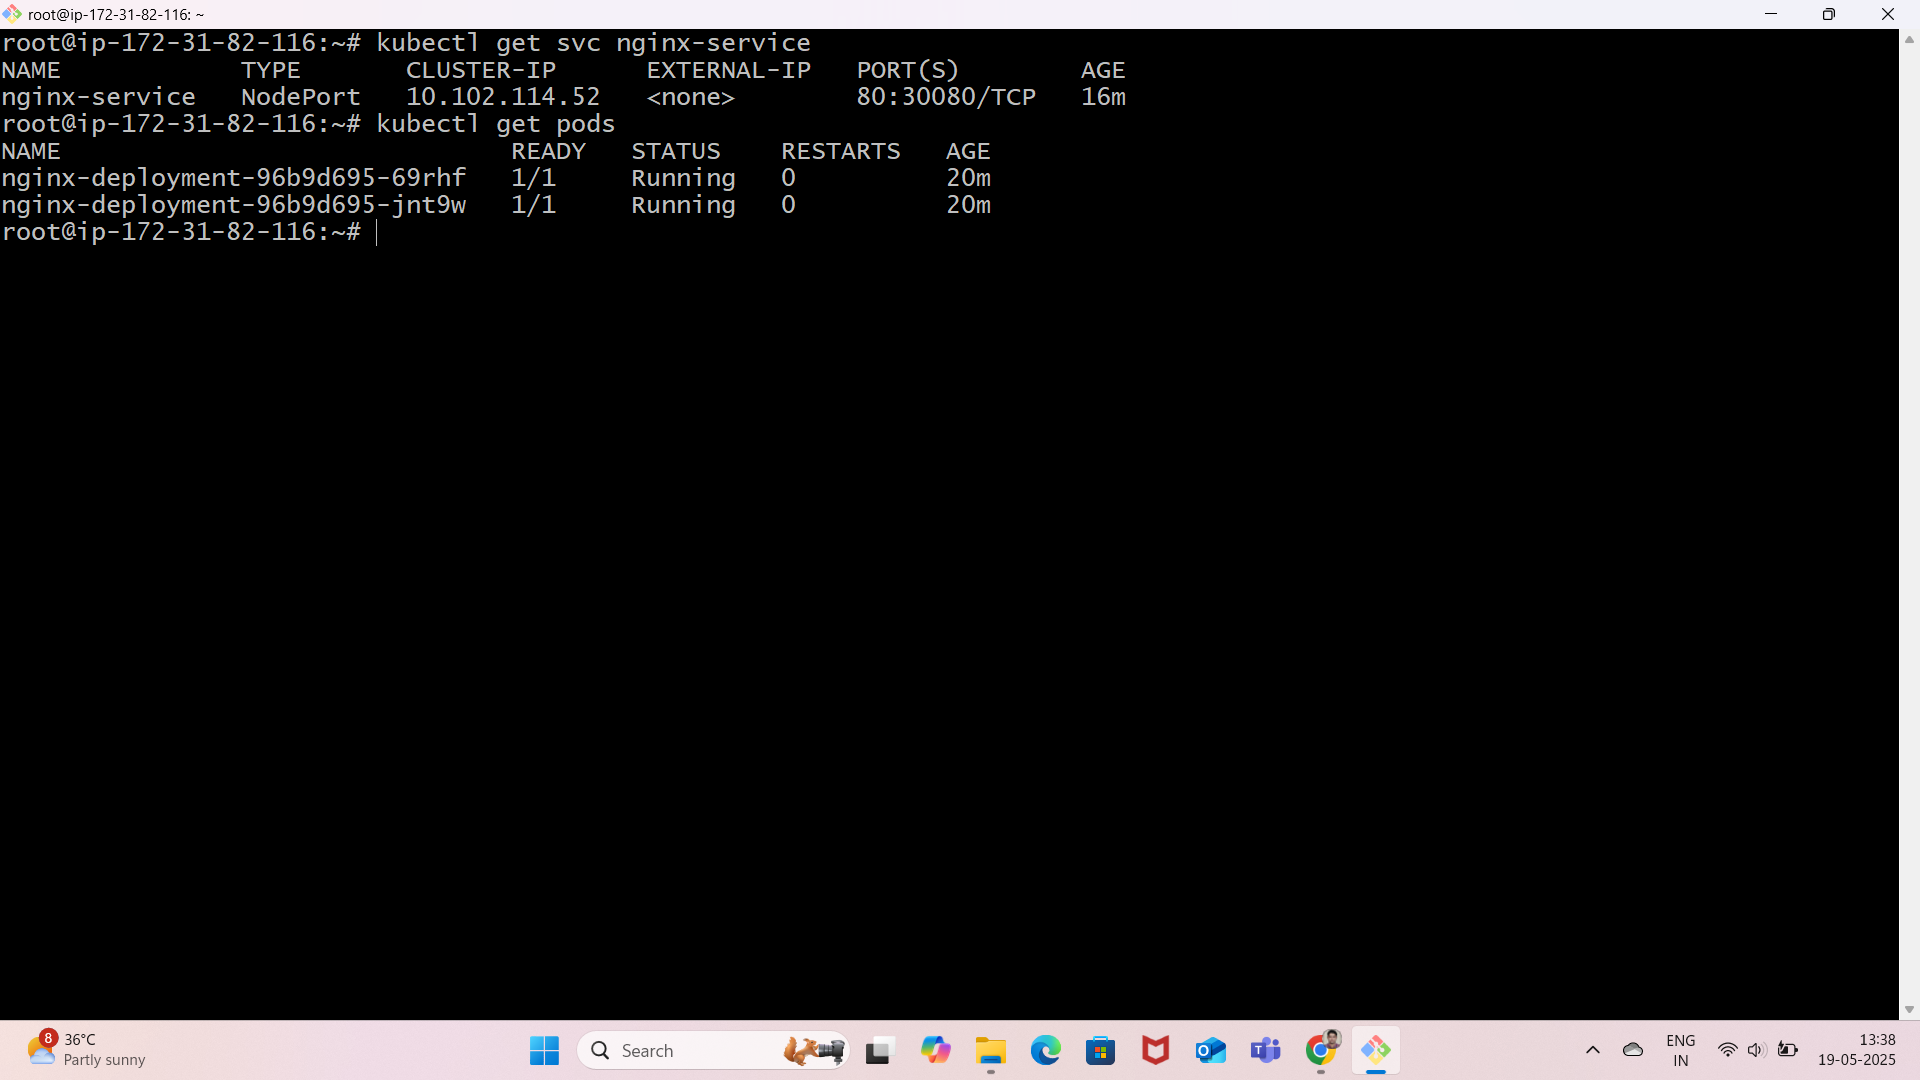 root@ip-172-31-82-116: ~
root@ip-172-31-82-116:~# kubectl get svc nginx-service
NAME            TYPE       CLUSTER-IP      EXTERNAL-IP   PORT(S)        AGE
nginx-service   NodePort   10.102.114.52   <none>        80:30080/TCP   16m
root@ip-172-31-82-116:~# kubectl get pods
NAME                              READY   STATUS    RESTARTS   AGE
nginx-deployment-96b9d695-69rhf   1/1     Running   0          20m
nginx-deployment-96b9d695-jnt9w   1/1     Running   0          20m
root@ip-172-31-82-116:~#
8 36°C
Partly sunny
Search
ENG
IN
13:38
19-05-2025